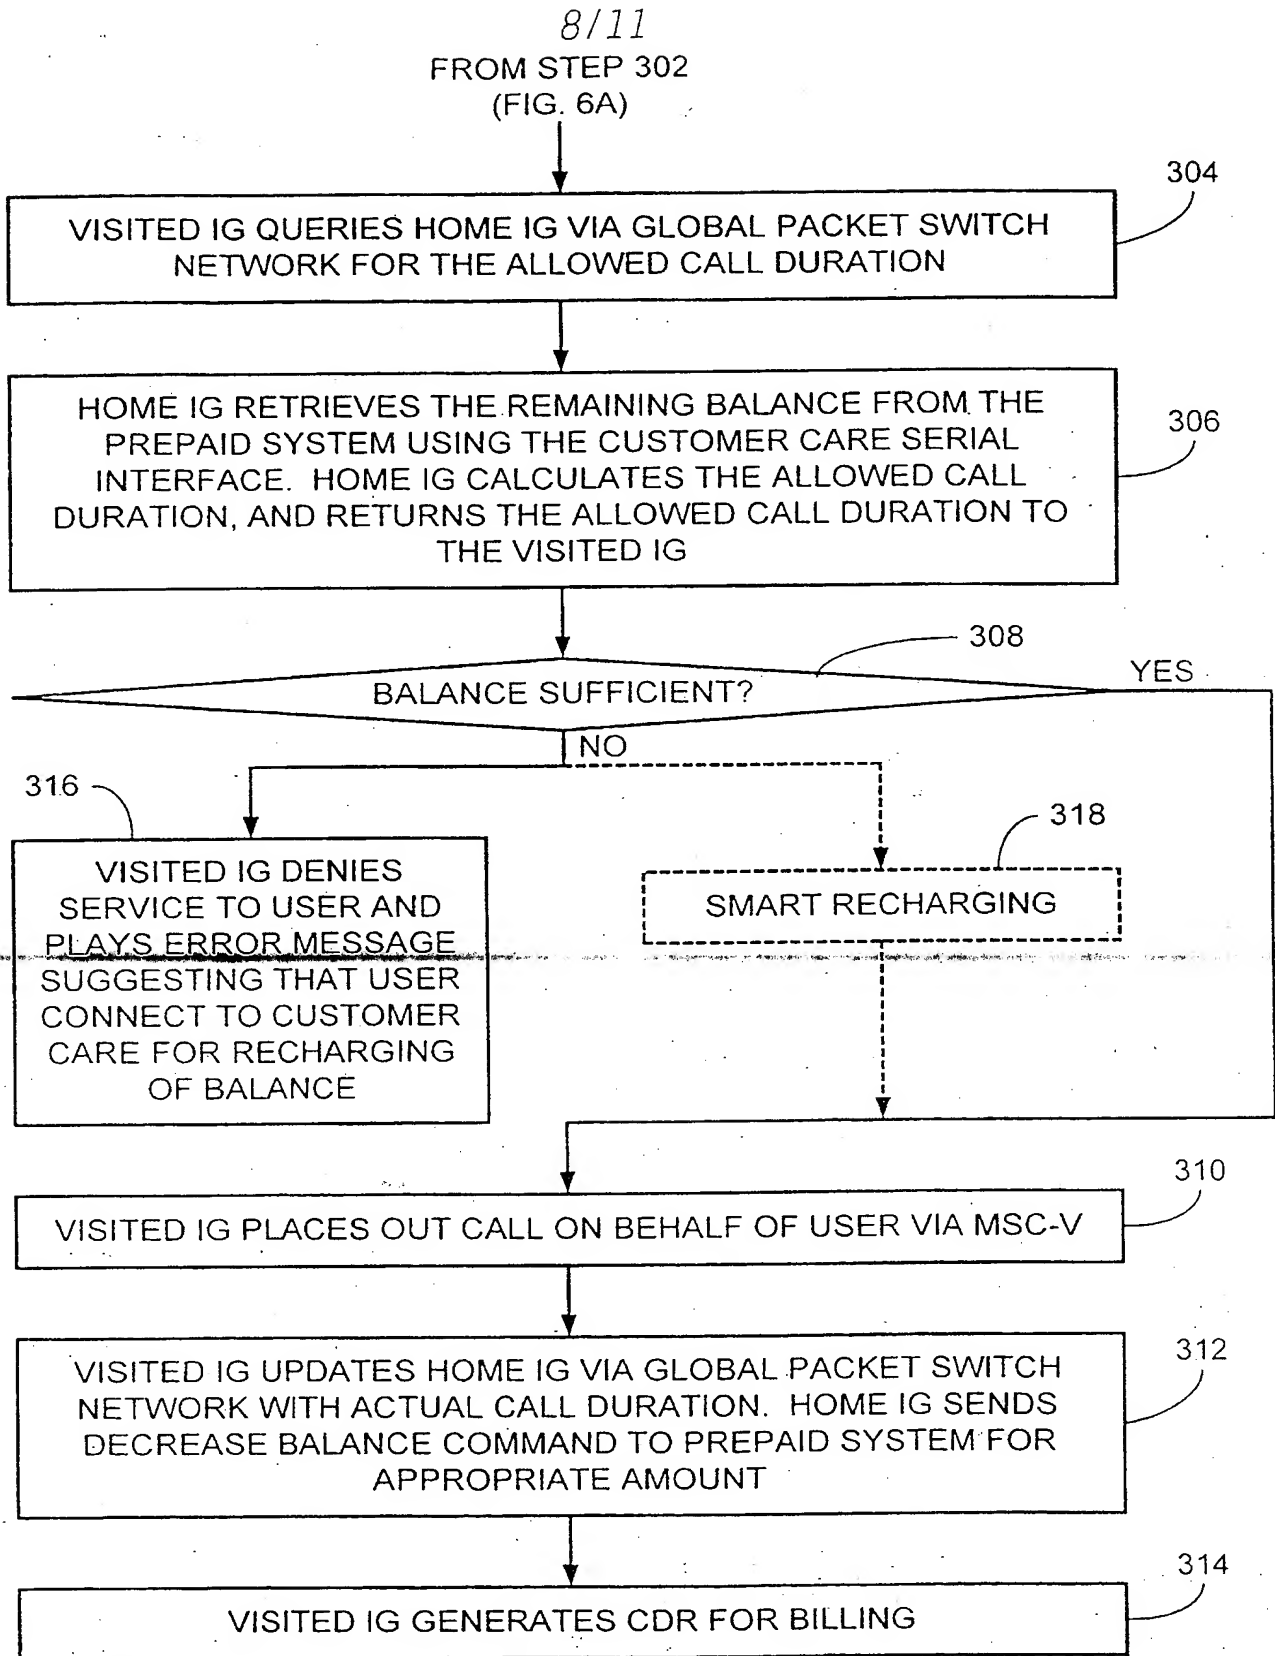 8/11
FROM STEP 302
(FIG. 6A)
304
VISITED IG QUERIES HOME IG VIA GLOBAL PACKET SWITCH
NETWORK FOR THE ALLOWED CALL DURATION
HOME IG RETRIEVES THE REMAINING BALANCE FROM THE
PREPAID SYSTEM USING THE CUSTOMER CARE SERIAL
INTERFACE. HOME IG CALCULATES THE ALLOWED CALL
DURATION, AND RETURNS THE ALLOWED CALL DURATION TO
THE VISITED IG
306
308
BALANCE SUFFICIENT?
YES
NO
316
VISITED IG DENIES
SERVICE TO USER AND
PLAYS ERROR MESSAGE
SUGGESTING THAT USER
CONNECT TO CUSTOMER
CARE FOR RECHARGING
OF BALANCE
318
SMART RECHARGING
310
VISITED IG PLACES OUT CALL ON BEHALF OF USER VIA MSC-V
312
VISITED IG UPDATES HOME IG VIA GLOBAL PACKET SWITCH
NETWORK WITH ACTUAL CALL DURATION. HOME IG SENDS
DECREASE BALANCE COMMAND TO PREPAID SYSTEM FOR
APPROPRIATE AMOUNT
314
VISITED IG GENERATES CDR FOR BILLING